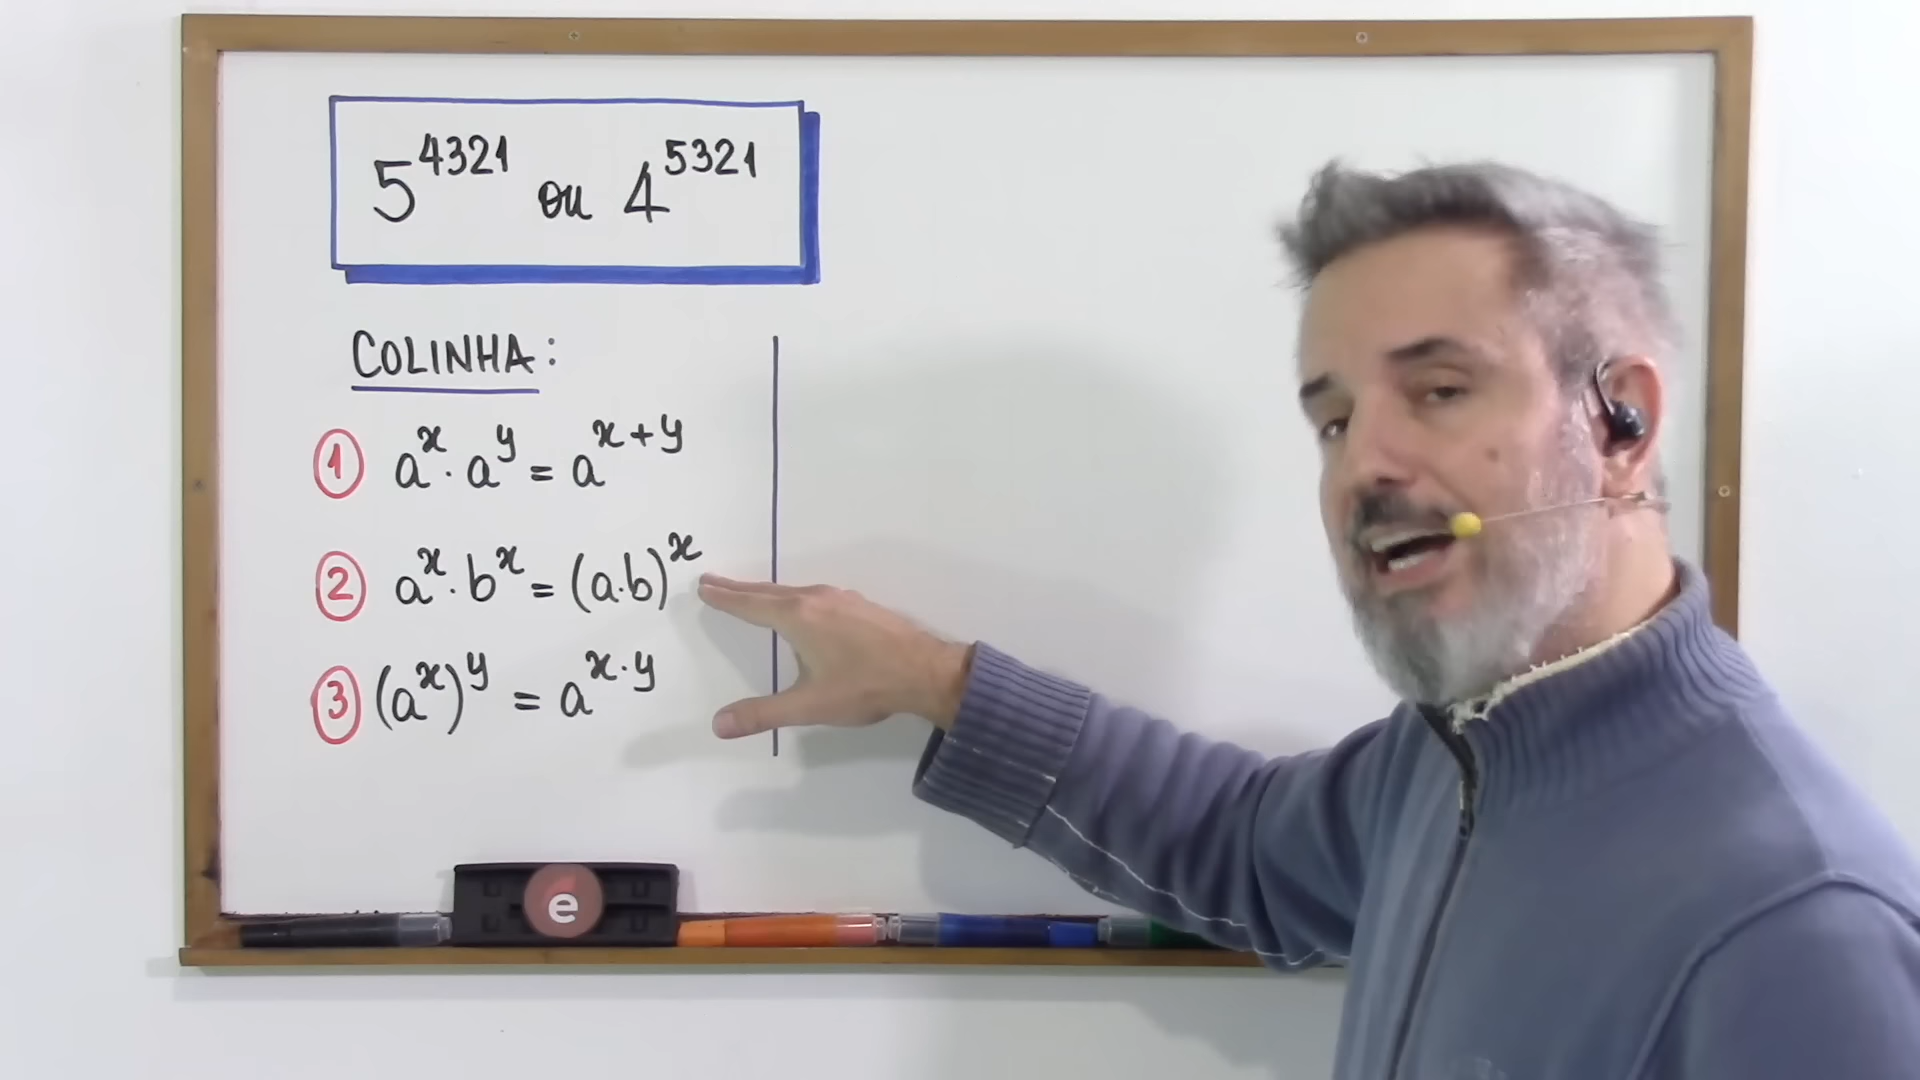 5^4321 ou 4^5321
COLINHA:
1 a^x · a^y = a^x+y
2 a^x · b^x = (a·b)^x
3 (a^x)^y = a^x·y
e